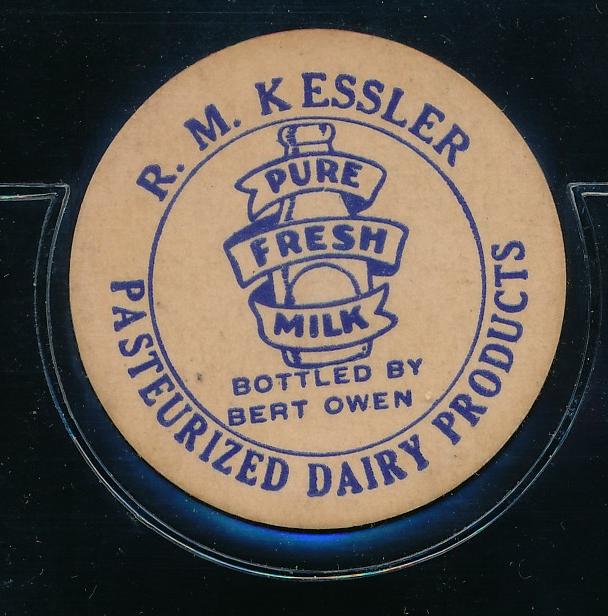 R. M. KESSLER
PURE
FRESH
MILK
BOTTLED BY
BERT OWEN
PASTEURIZED DAIRY PRODUCTS